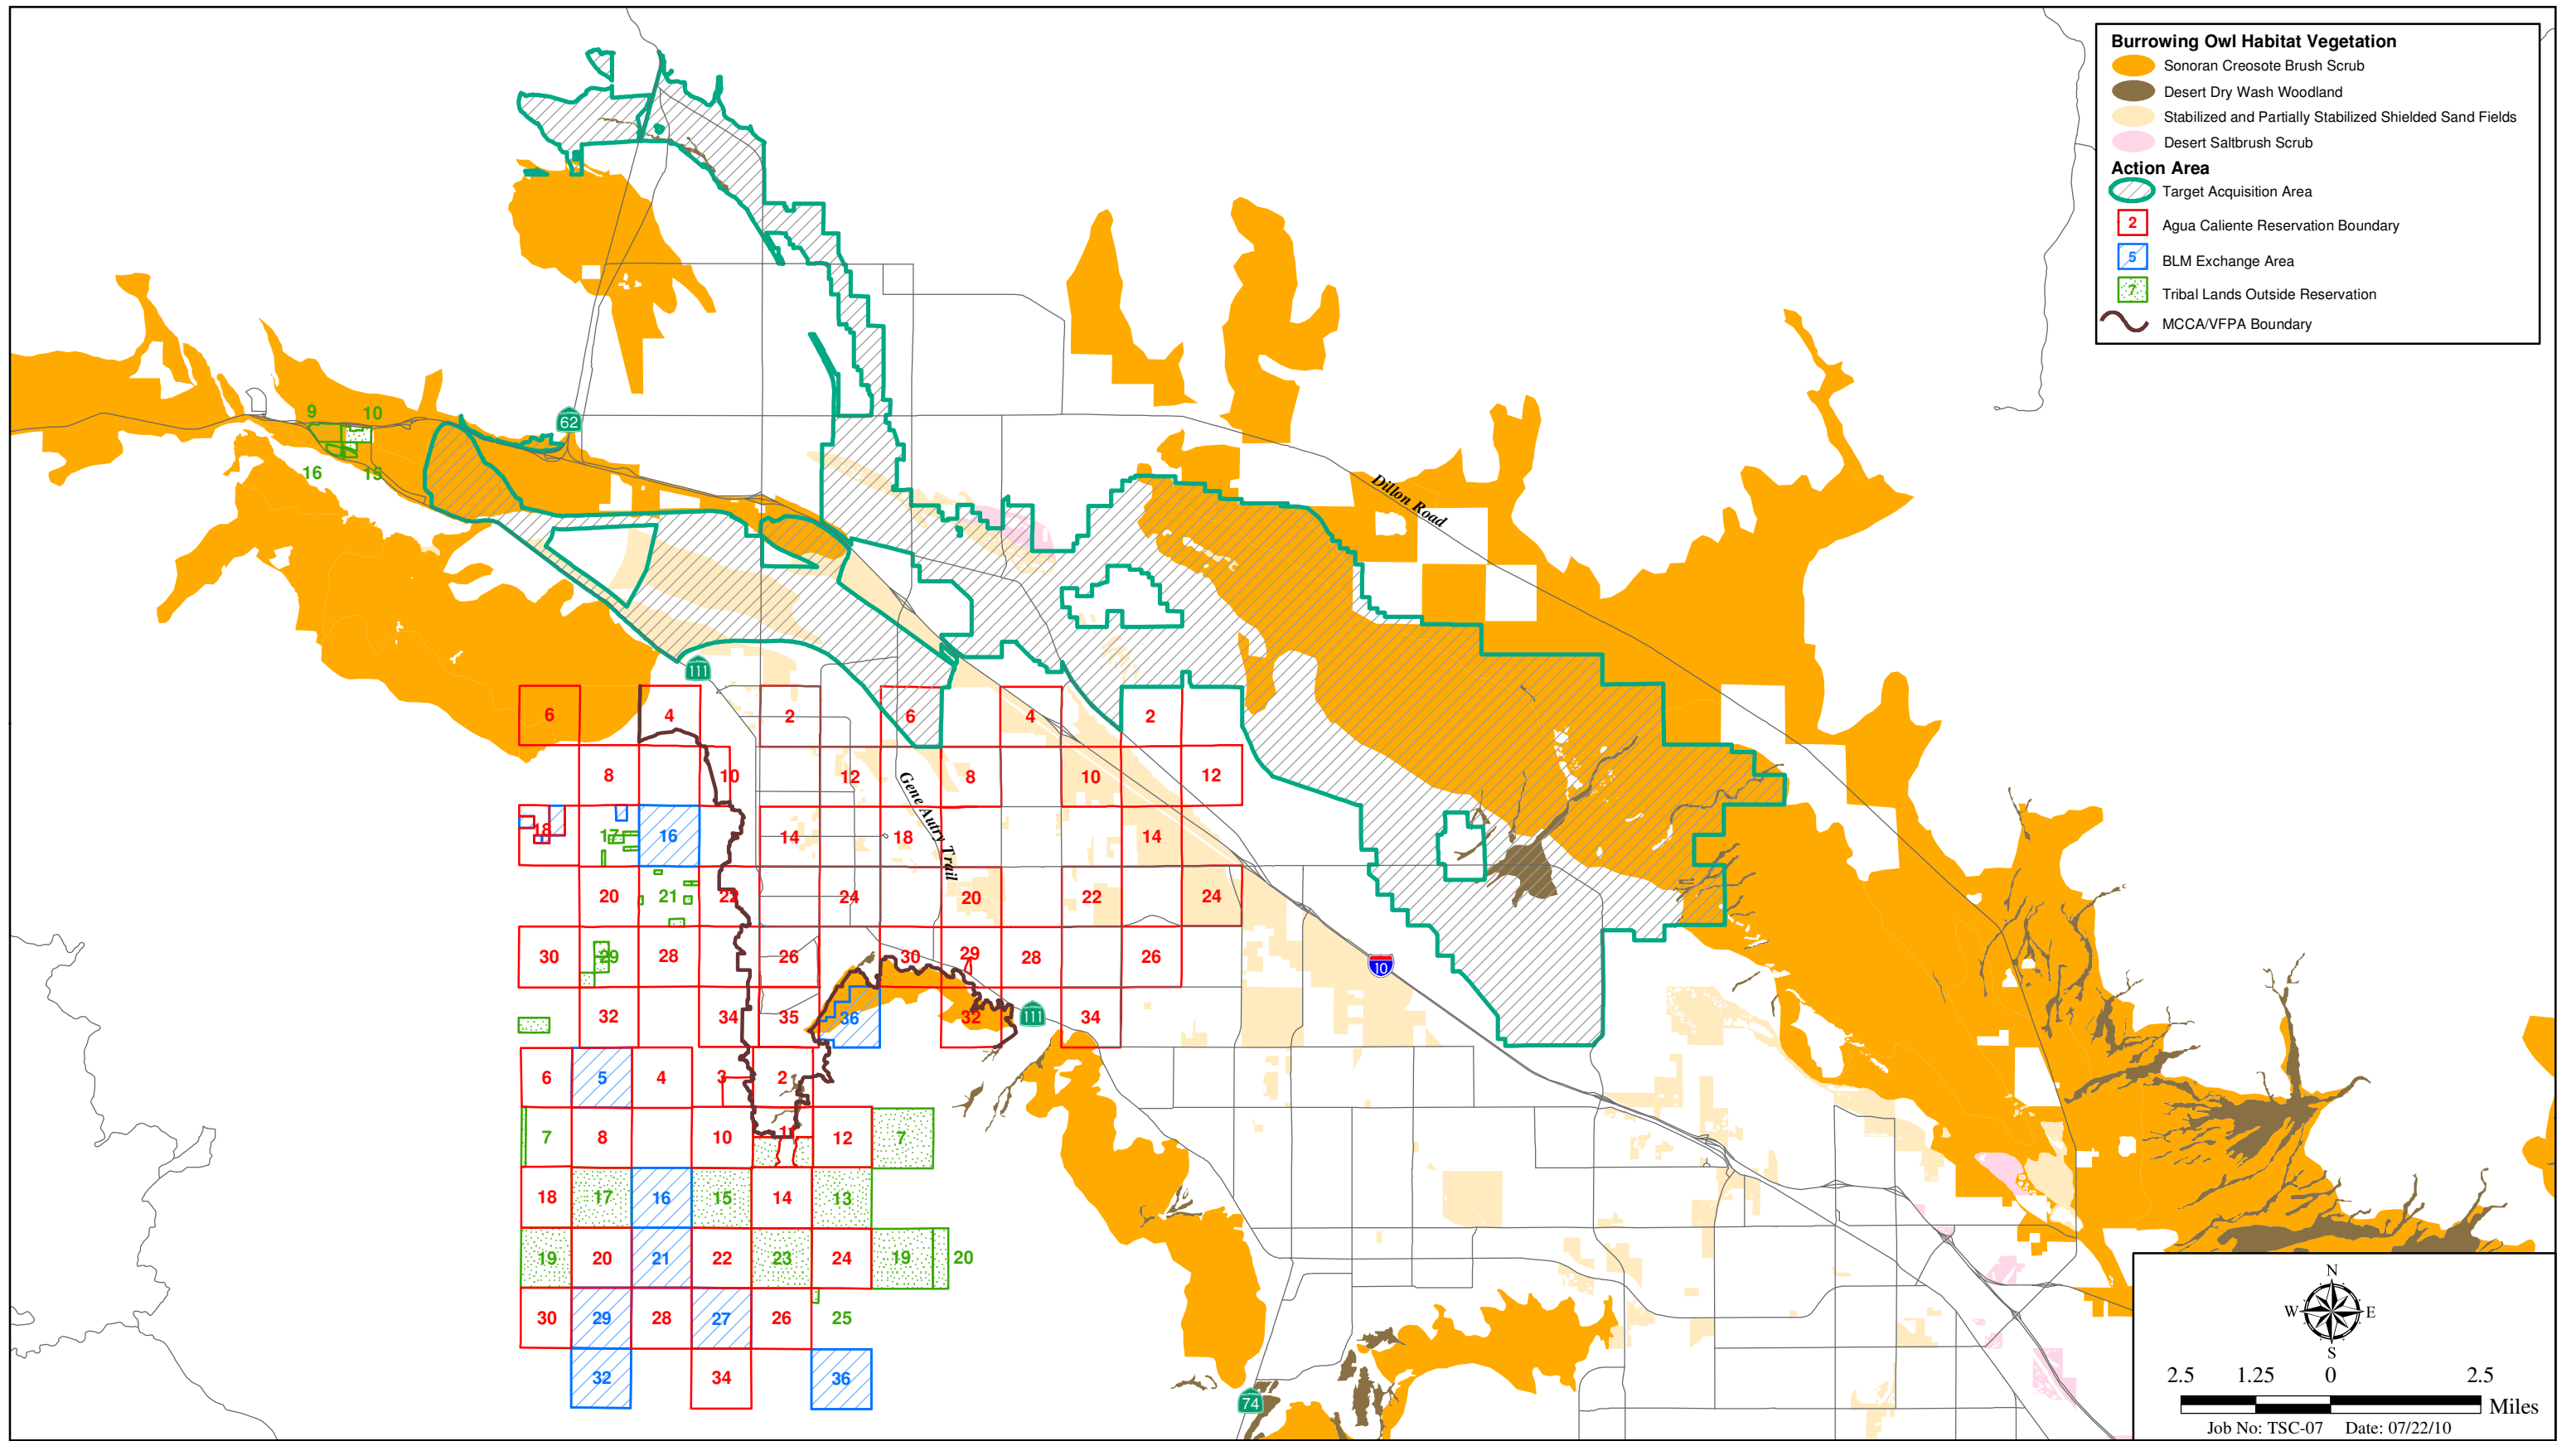 Burrowing Owl Habitat Vegetation
Sonoran Creosote Brush Scrub
Desert Dry Wash Woodland
Stabilized and Partially Stabilized Shielded Sand Fields
Desert Saltbrush Scrub
Action Area
Target Acquisition Area
2 Agua Caliente Reservation Boundary
5 BLM Exchange Area
7 Tribal Lands Outside Reservation
MCCA/VFPA Boundary
9 10
62
16 15
Dillon Road
111
6 4 2 6 4 2
8 10 12 8 10 12
Gene Autry Trail
18 17 16 14 18 14
20 21 22 24 20 22 24
30 29 28 26 30 29 28 26
10
32 34 35 36 32 111 34
6 5 4 3 2
7 8 10 11 12 7
18 17 16 15 14 13
19 20 21 22 23 24 19 20
30 29 28 27 26 25
32 34 36
74
N
W E
S
2.5 1.25 0 2.5
Miles
Job No: TSC-07 Date: 07/22/10